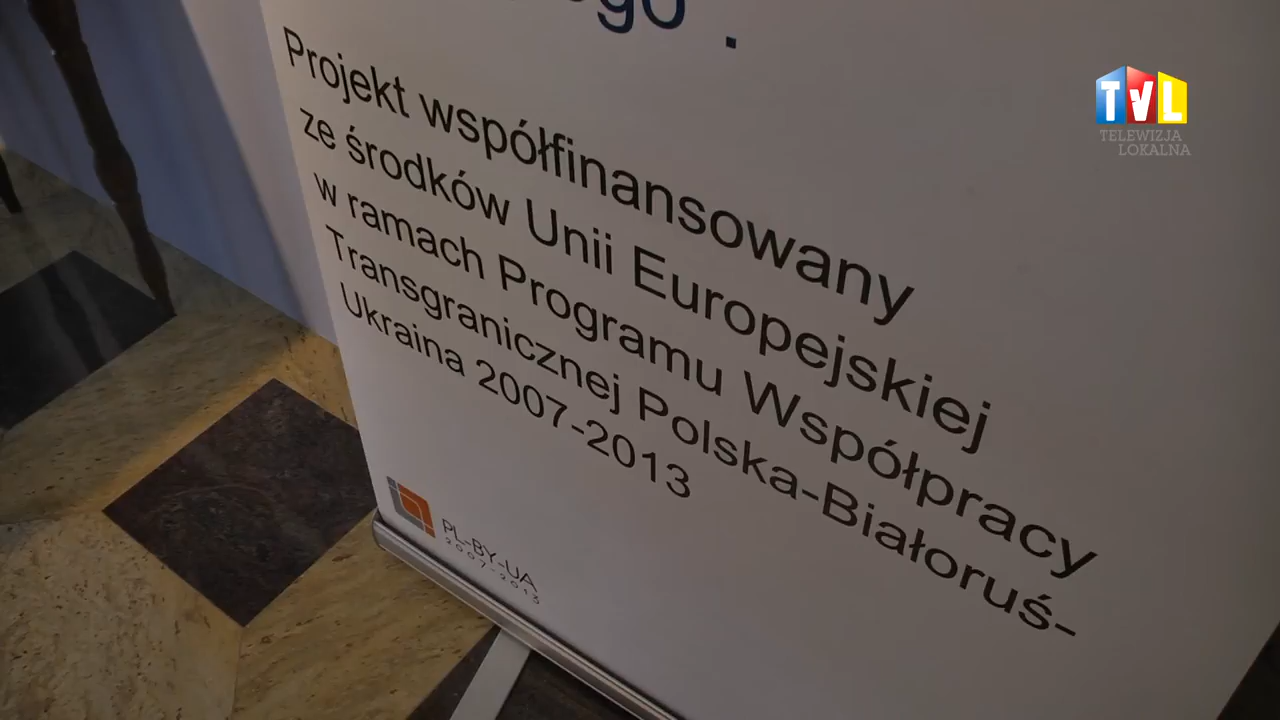 Projekt współfinansowany
ze środków Unii Europejskiej
w ramach Programu Współpracy
Transgranicznej Polska-Białoruś-
Ukraina 2007-2013
PL-BY-UA
2007-2013
TVL
TELEWIZJA
LOKALNA